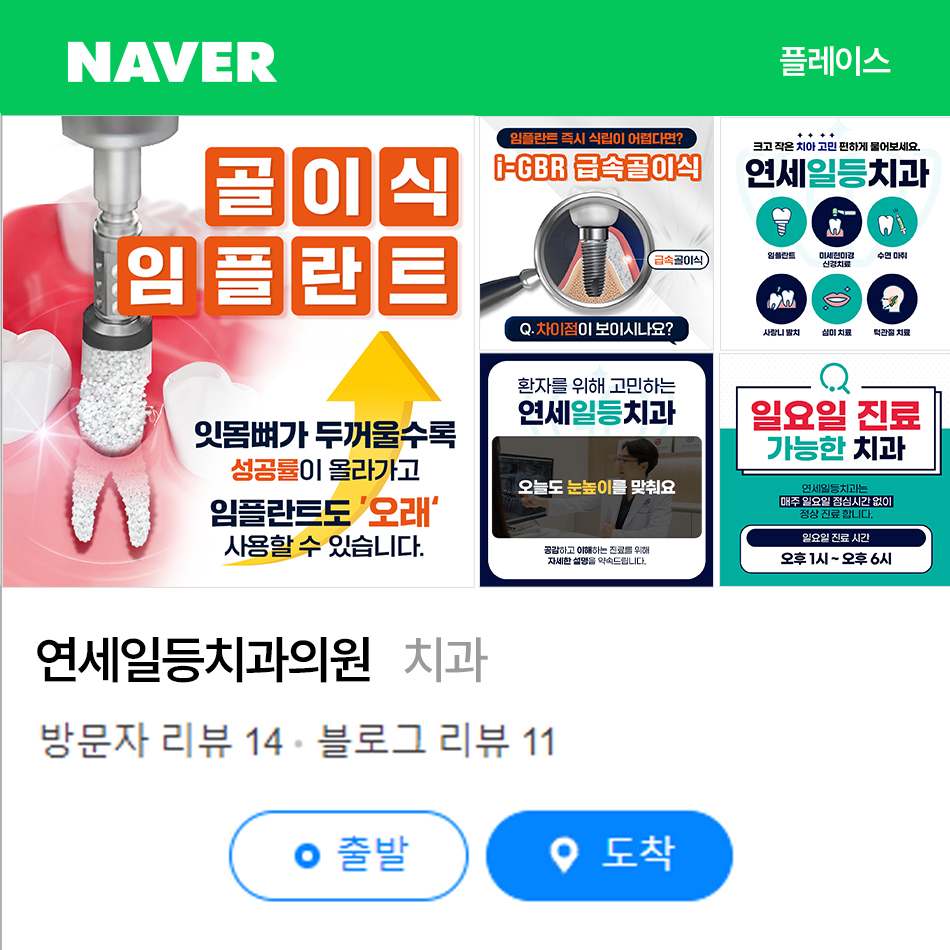 NAVER
플레이스
골이식
임플란트
잇몸뼈가 두꺼울수록
성공률이 올라가고
임플란트도 '오래'
사용할 수 있습니다.
임플란트 즉시 식립이 어렵다면?
i-GBR 급속골이식
급속골이식
Q. 차이점이 보이시나요?
크고 작은 치아 고민 편하게 물어보세요.
연세일등치과
임플란트
미세현미경
신경치료
수면 마취
사랑니 발치
심미 치료
턱관절 치료
환자를 위해 고민하는
연세일등치과
오늘도 눈높이를 맞춰요
공감하고 이해하는 진료를 위해
자세한 설명을 약속드립니다.
일요일 진료
가능한 치과
연세일등치과는
매주 일요일 점심시간 없이
정상 진료 합니다.
일요일 진료 시간
오후 1시 ~ 오후 6시
연세일등치과의원 치과
방문자 리뷰 14 • 블로그 리뷰 11
출발
도착